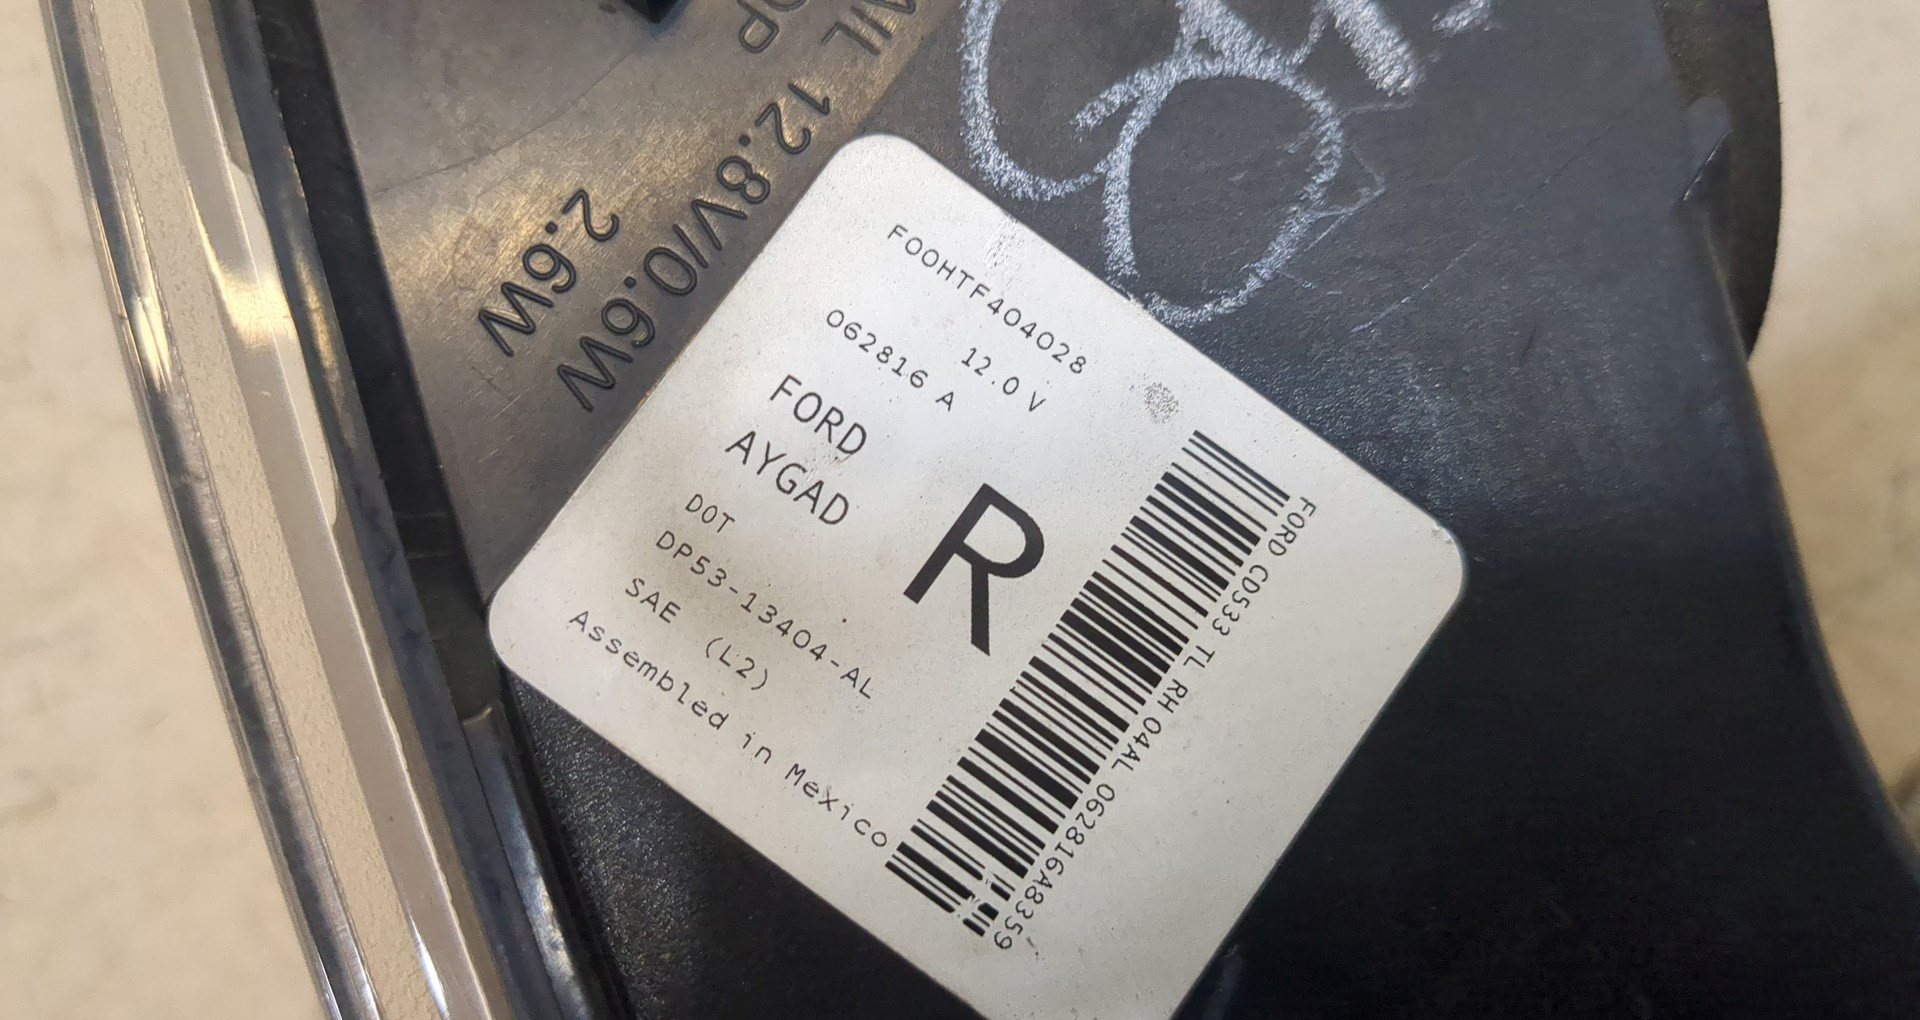 12.8V/0.6W
2.6W
FOOHTF404028
12.0 V
062816 A
FORD
AYGAD
R
DOT
DP53-13404-AL
SAE (L2)
Assembled in Mexico
FORD CD533 TL RH 04AL 062816A8359